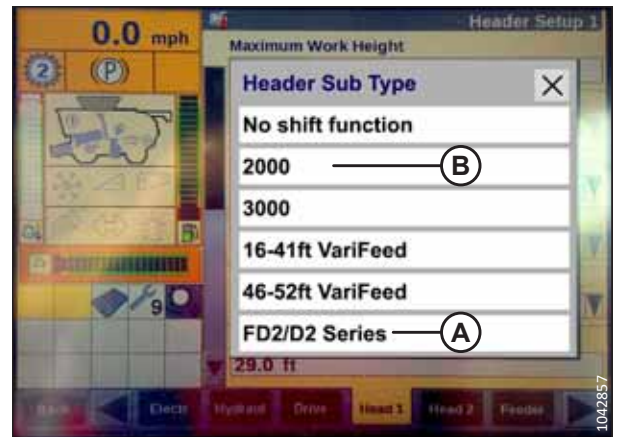 0.0 mph
Header Setup 1
2
P
Maximum Work Height
Header Sub Type
No shift function
2000
B
3000
16-41ft VariFeed
46-52ft VariFeed
FD2/D2 Series
A
9
29.0 ft
Back
Electr
Hydraul
Drive
Head 1
Head 2
Feeder
1042857